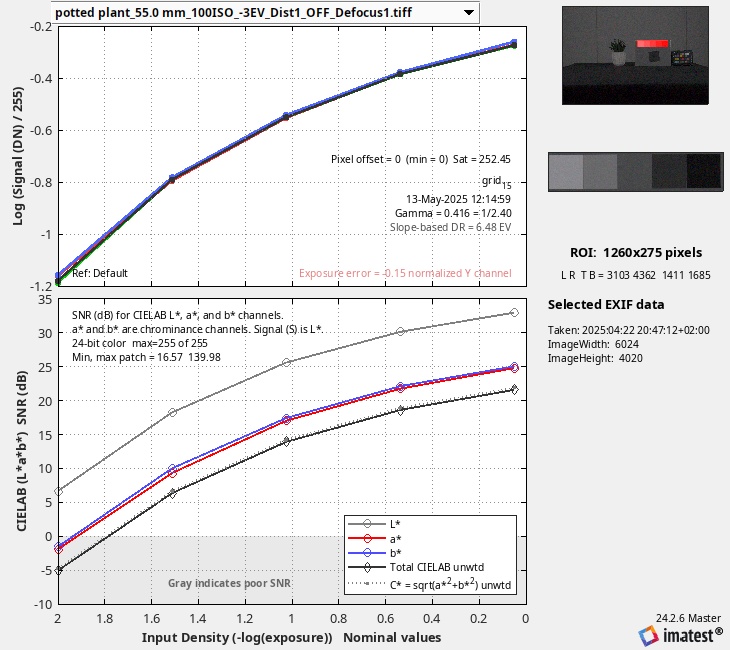 potted plant_55.0 mm_100ISO_-3EV_Dist1_OFF_Defocus1.tiff
Log (Signal (DN) / 255)
-0.2
-0.4
-0.6
-0.8
-1
-1.2
Pixel offset = 0 (min = 0) Sat = 252.45
grid_15
13-May-2025 12:14:59
Gamma = 0.416 = 1/2.40
Slope-based DR = 6.48 EV
Ref: Default
Exposure error = -0.15 normalized Y channel
CIELAB (L*a*b*) SNR (dB)
35
30
25
20
15
10
5
0
-5
-10
SNR (dB) for CIELAB L*, a*, and b* channels.
a* and b* are chrominance channels. Signal (S) is L*.
24-bit color max=255 of 255
Min, max patch = 16.57 139.98
Gray indicates poor SNR
L*
a*
b*
Total CIELAB unwtd
C* = sqrt(a*²+b*²) unwtd
2 1.8 1.6 1.4 1.2 1 0.8 0.6 0.4 0.2 0
Input Density (-log(exposure)) Nominal values
ROI: 1260x275 pixels
L R T B = 3103 4362 1411 1685
Selected EXIF data
Taken: 2025:04:22 20:47:12+02:00
ImageWidth: 6024
ImageHeight: 4020
24.2.6 Master
imatest®